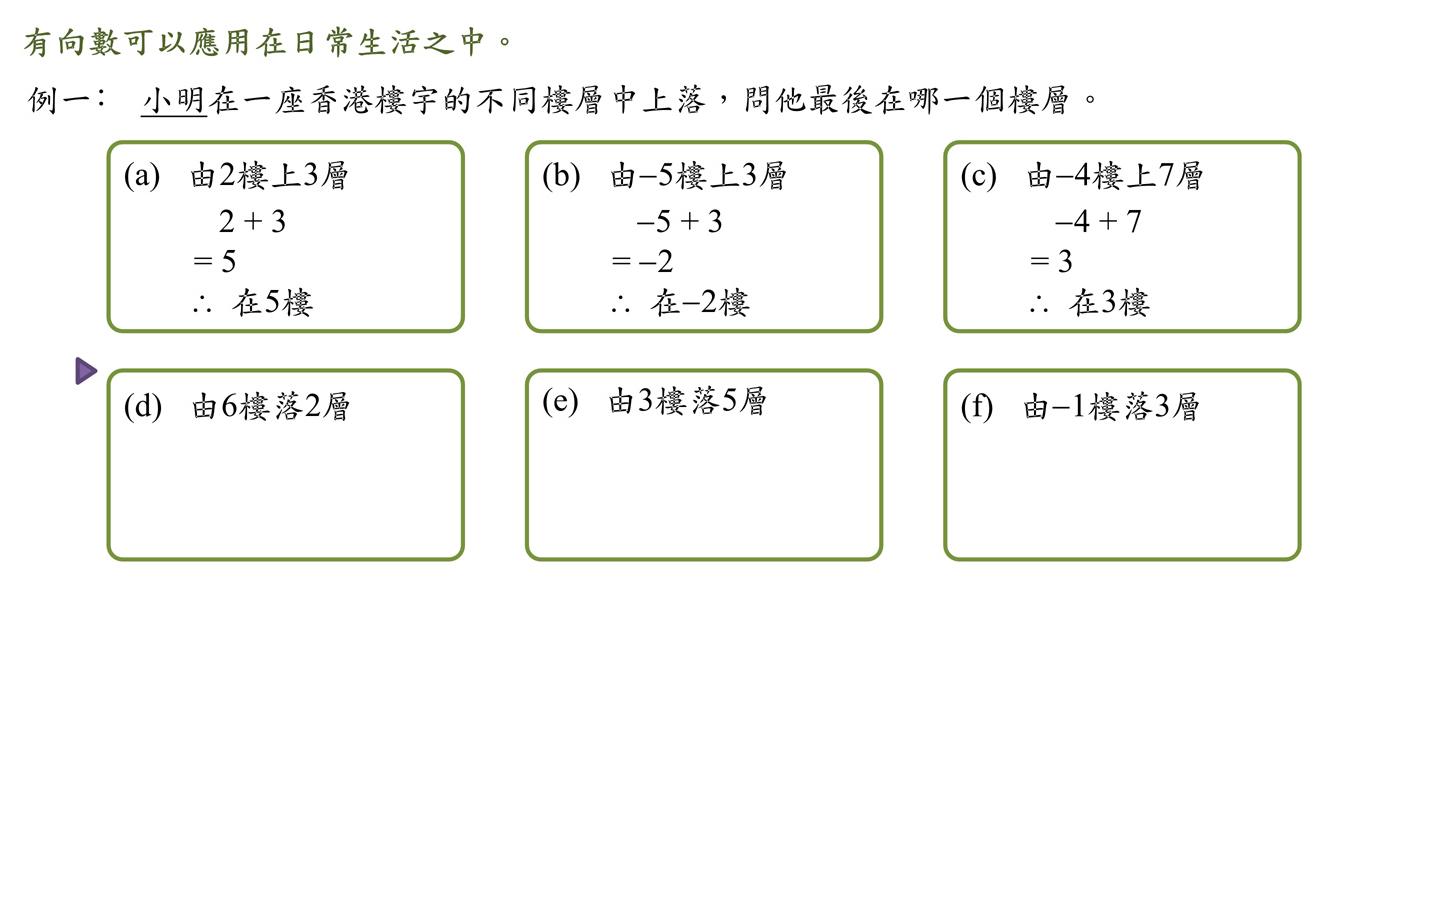 有向數可以應用在日常生活之中。
例一： 小明在一座香港樓宇的不同樓層中上落，問他最後在哪一個樓層。
(a) 由2樓上3層
2 + 3
= 5
∴ 在5樓
(b) 由−5樓上3層
−5 + 3
= −2
∴ 在−2樓
(c) 由−4樓上7層
−4 + 7
= 3
∴ 在3樓
(d) 由6樓落2層
(e) 由3樓落5層
(f) 由−1樓落3層